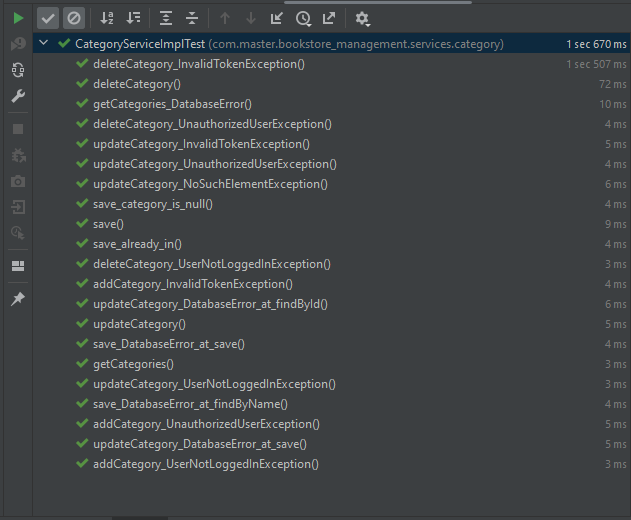 CategoryServiceImplTest (com.master.bookstore_management.services.category) 1 sec 670 ms
deleteCategory_InvalidTokenException() 1 sec 507 ms
deleteCategory() 72 ms
getCategories_DatabaseError() 10 ms
deleteCategory_UnauthorizedUserException() 4 ms
updateCategory_InvalidTokenException() 5 ms
updateCategory_UnauthorizedUserException() 4 ms
updateCategory_NoSuchElementException() 6 ms
save_category_is_null() 4 ms
save() 9 ms
save_already_in() 4 ms
deleteCategory_UserNotLoggedInException() 3 ms
addCategory_InvalidTokenException() 4 ms
updateCategory_DatabaseError_at_findById() 6 ms
updateCategory() 5 ms
save_DatabaseError_at_save() 4 ms
getCategories() 3 ms
updateCategory_UserNotLoggedInException() 3 ms
save_DatabaseError_at_findByName() 4 ms
addCategory_UnauthorizedUserException() 5 ms
updateCategory_DatabaseError_at_save() 5 ms
addCategory_UserNotLoggedInException() 3 ms